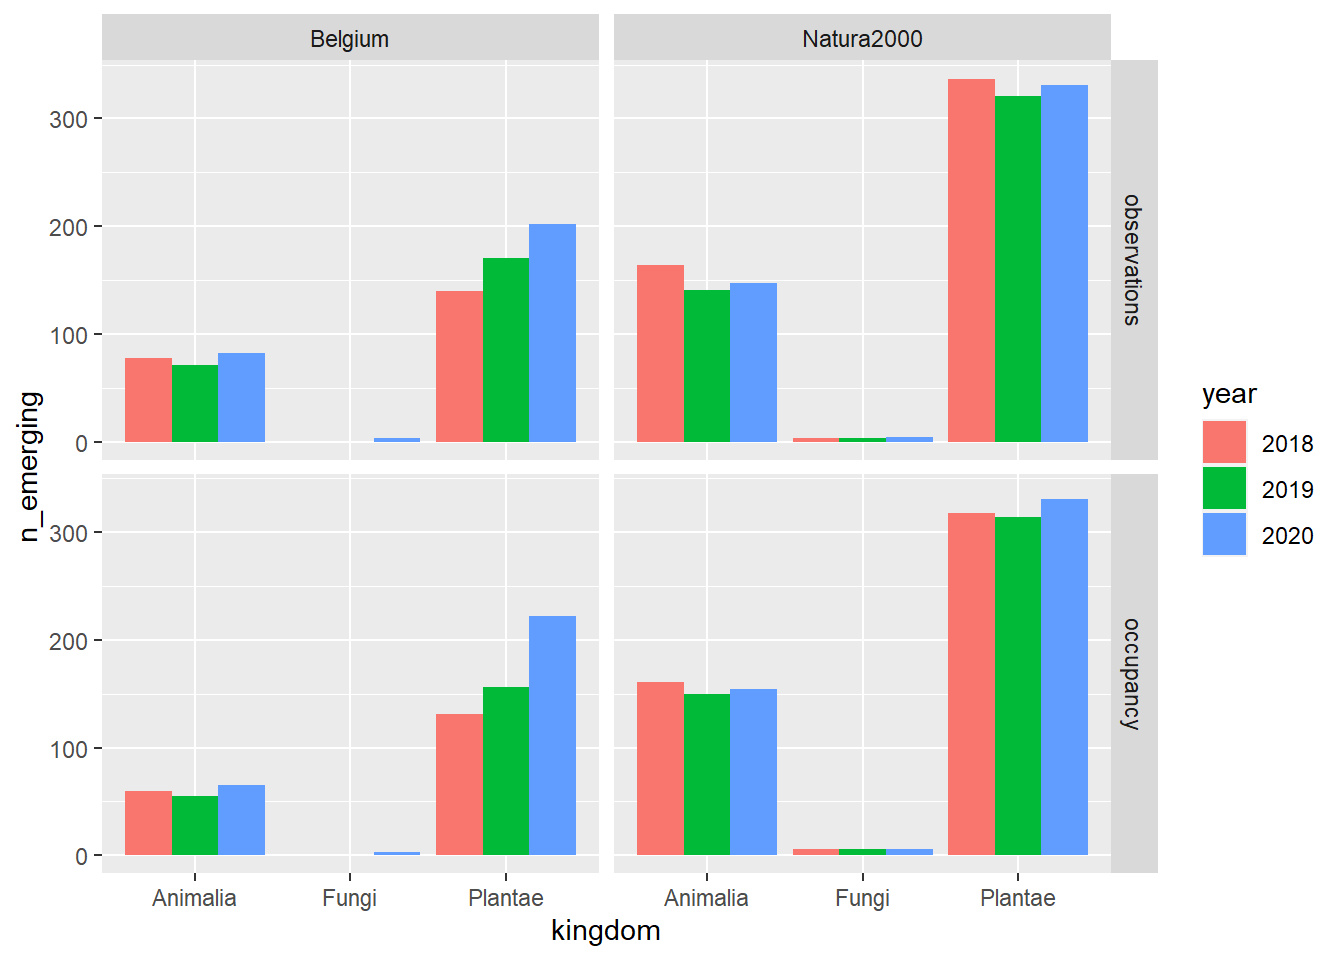 Belgium
Natura2000
300
200
100
0
observations
300
200
100
0
occupancy
Animalia
Fungi
Plantae
Animalia
Fungi
Plantae
kingdom
n_emerging
year
2018
2019
2020